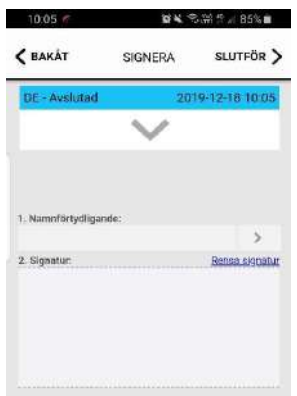 10:05 85%
BAKÅT SIGNERA SLUTFÖR
DE - Avslutad 2019-12-18 10:05
1. Namnförtydligande:
2. Signatur: Rensa signatur